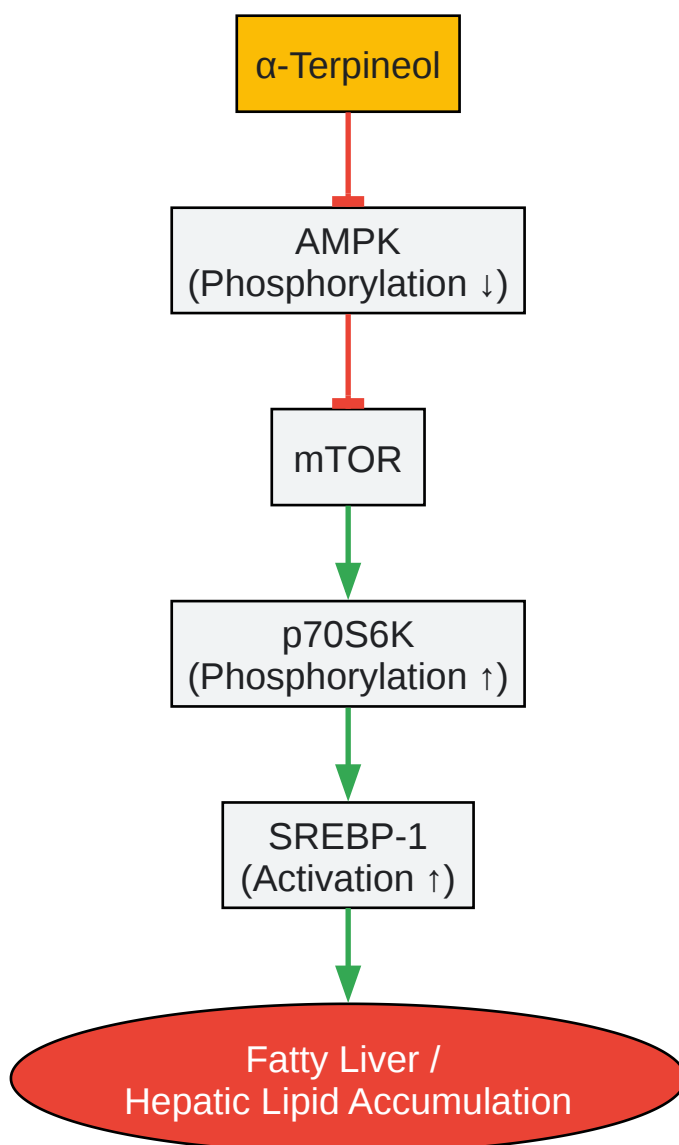 α-Terpineol
AMPK
(Phosphorylation ↓)
mTOR
p70S6K
(Phosphorylation ↑)
SREBP-1
(Activation ↑)
Fatty Liver /
Hepatic Lipid Accumulation